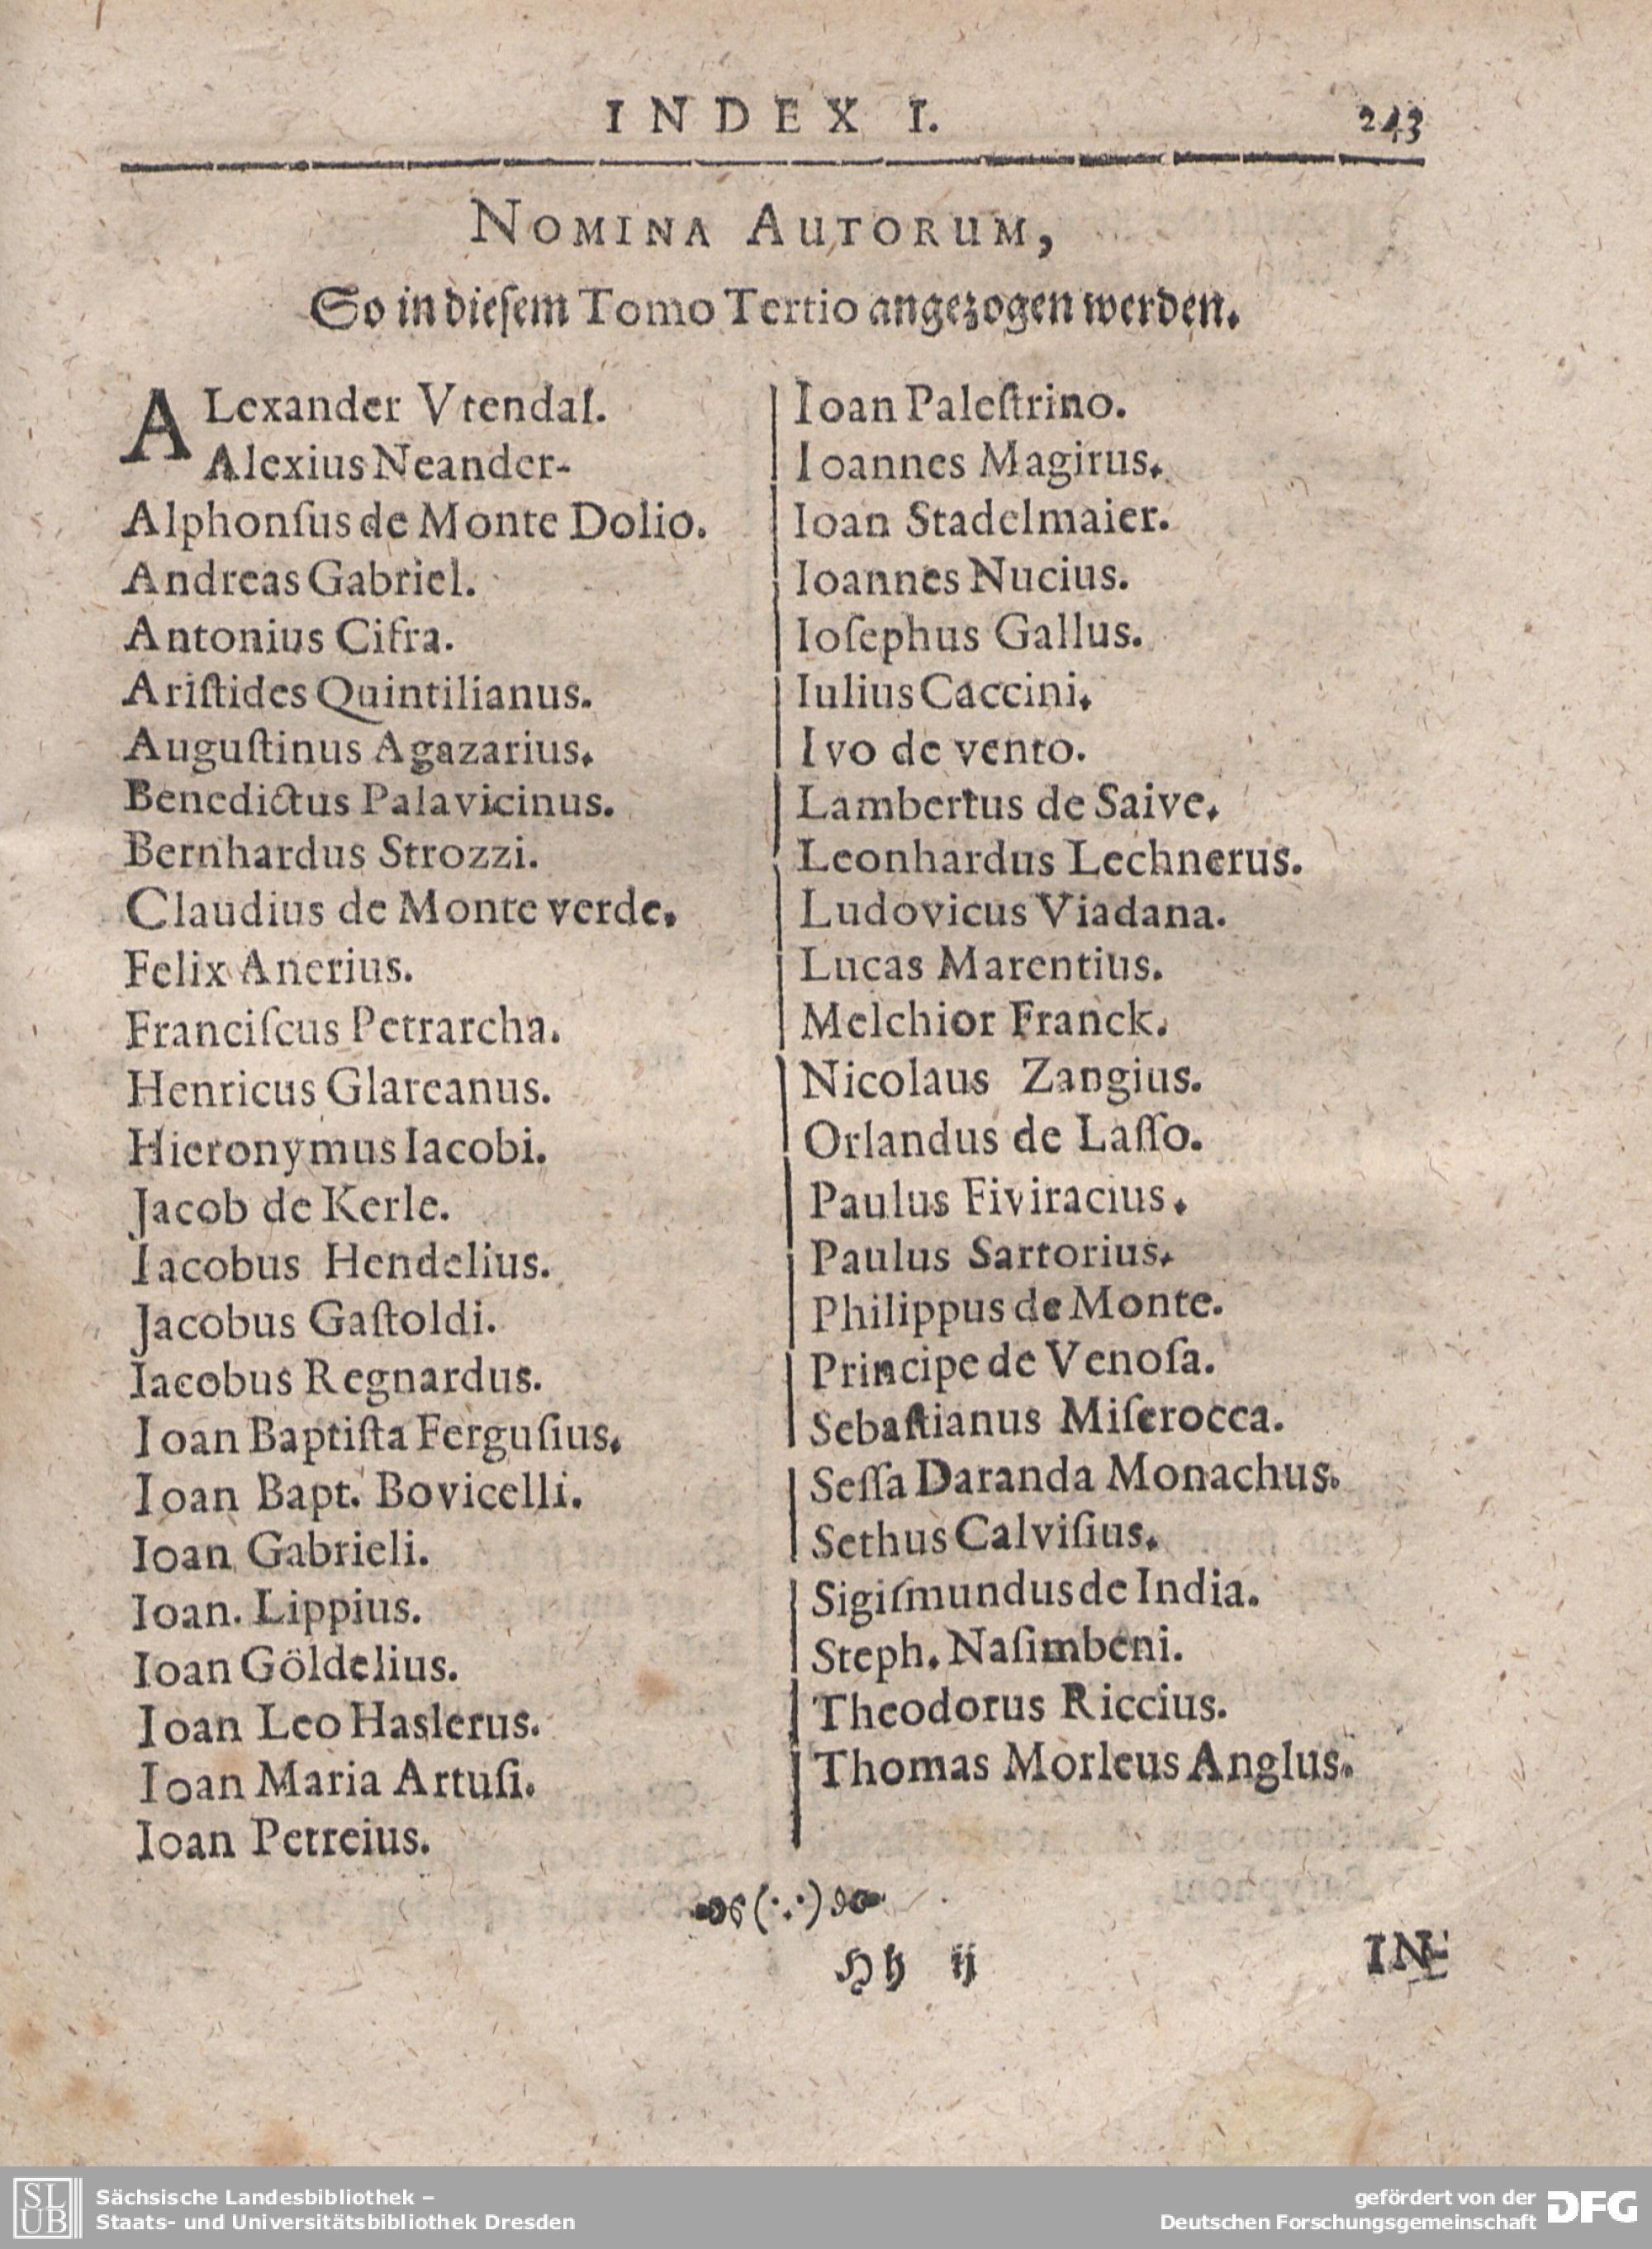 INDEX I. 243
NOMINA AUTORUM,
So in dieſem Tomo Tertio angezogen werden.
ALexander Vtendal.
Alexius Neander-
Alphonſus de Monte Dolio.
Andreas Gabriel.
Antonius Cifra.
Ariſtides Quintilianus.
Auguſtinus Agazarius.
Benedictus Palavicinus.
Bernhardus Strozzi.
Claudius de Monte verde.
Felix Anerius.
Franciſcus Petrarcha.
Henricus Glareanus.
Hieronymus Iacobi.
Jacob de Kerle.
Iacobus Hendelius.
Jacobus Gaſtoldi.
Iacobus Regnardus.
Ioan Baptiſta Ferguſius.
Ioan Bapt. Bovicelli.
Ioan Gabrieli.
Ioan. Lippius.
Ioan Göldelius.
Ioan Leo Haslerus.
Ioan Maria Artuſi.
Ioan Petreius.
Ioan Paleſtrino.
Ioannes Magirus.
Ioan Stadelmaier.
Ioannes Nucius.
Ioſephus Gallus.
Iulius Caccini.
Ivo de vento.
Lambertus de Saive.
Leonhardus Lechnerus.
Ludovicus Viadana.
Lucas Marentius.
Melchior Franck.
Nicolaus Zangius.
Orlandus de Laſſo.
Paulus Fiviracius.
Paulus Sartorius.
Philippus de Monte.
Principe de Venoſa.
Sebaſtianus Miſerocca.
Seſſa Daranda Monachus.
Sethus Calviſius.
Sigiſmundus de India.
Steph. Naſimbeni.
Theodorus Riccius.
Thomas Morleus Anglus.
Hh ij IN-
SLUB
Sächsische Landesbibliothek –
Staats- und Universitätsbibliothek Dresden
gefördert von der
Deutschen Forschungsgemeinschaft
DFG